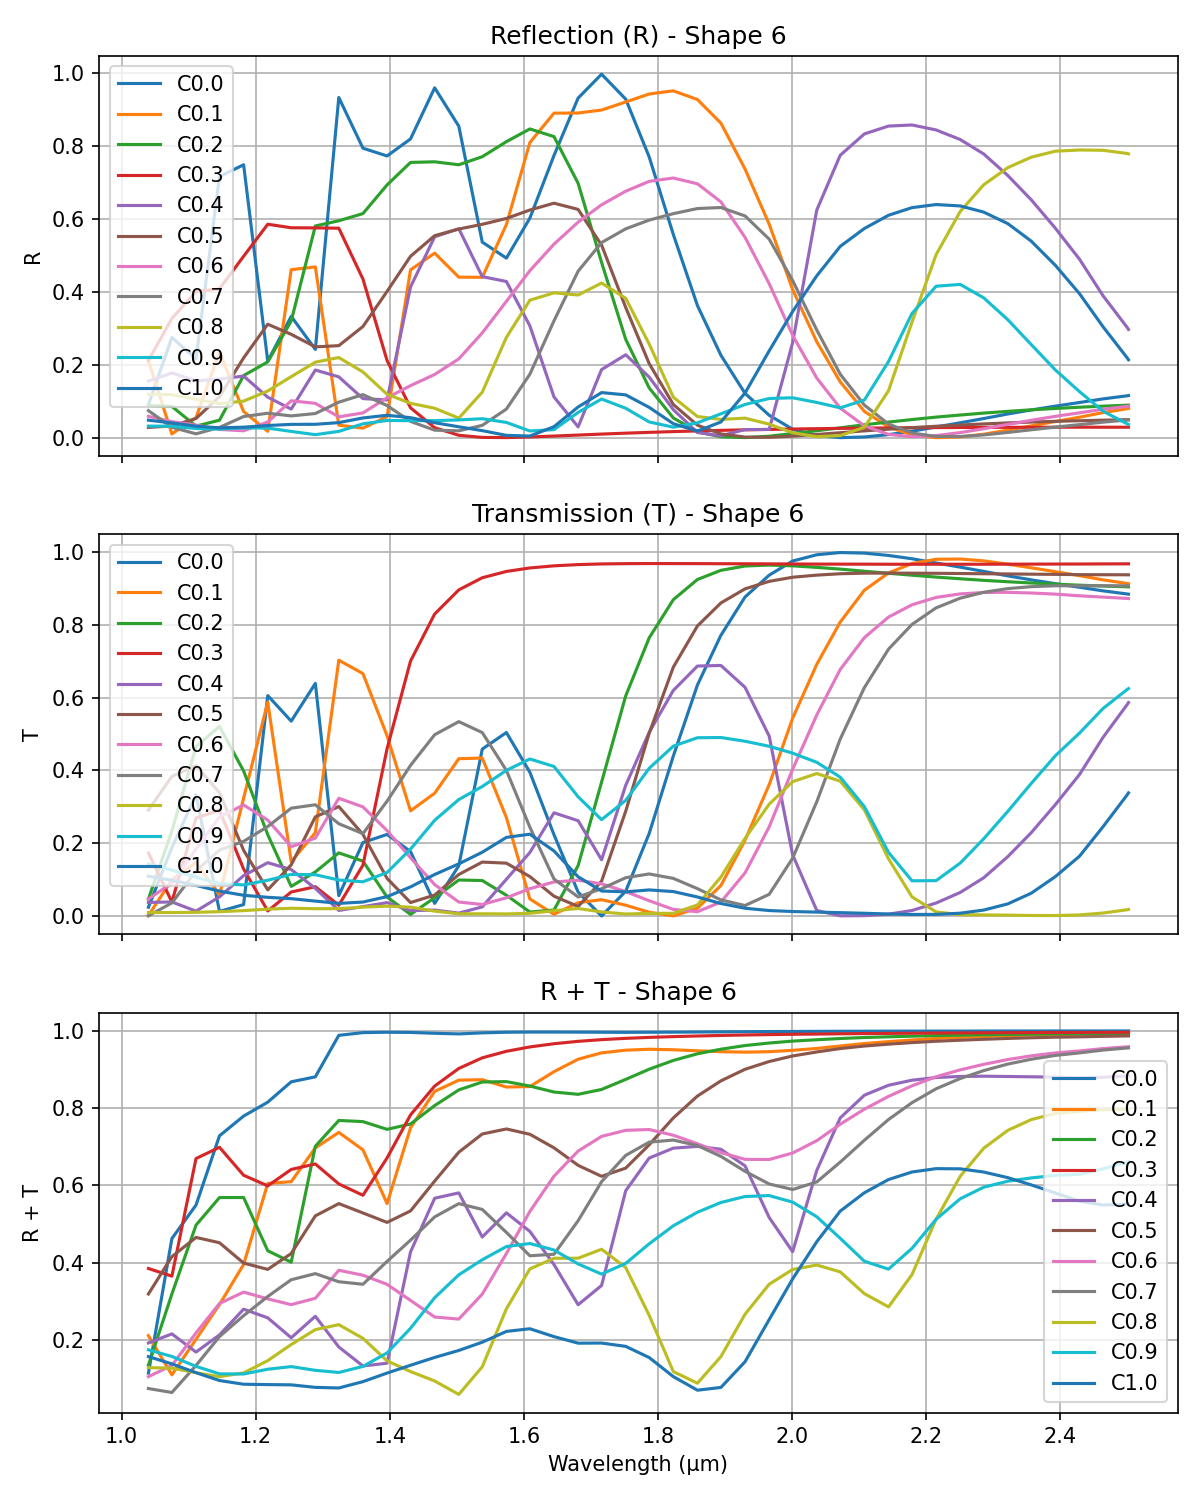 Reflection (R) - Shape 6
1.0
0.8
0.6
0.4
0.2
0.0
R
C0.0
C0.1
C0.2
C0.3
C0.4
C0.5
C0.6
C0.7
C0.8
C0.9
C1.0
Transmission (T) - Shape 6
1.0
0.8
0.6
0.4
0.2
0.0
T
C0.0
C0.1
C0.2
C0.3
C0.4
C0.5
C0.6
C0.7
C0.8
C0.9
C1.0
R + T - Shape 6
1.0
0.8
0.6
0.4
0.2
R + T
C0.0
C0.1
C0.2
C0.3
C0.4
C0.5
C0.6
C0.7
C0.8
C0.9
C1.0
1.0 1.2 1.4 1.6 1.8 2.0 2.2 2.4
Wavelength (μm)